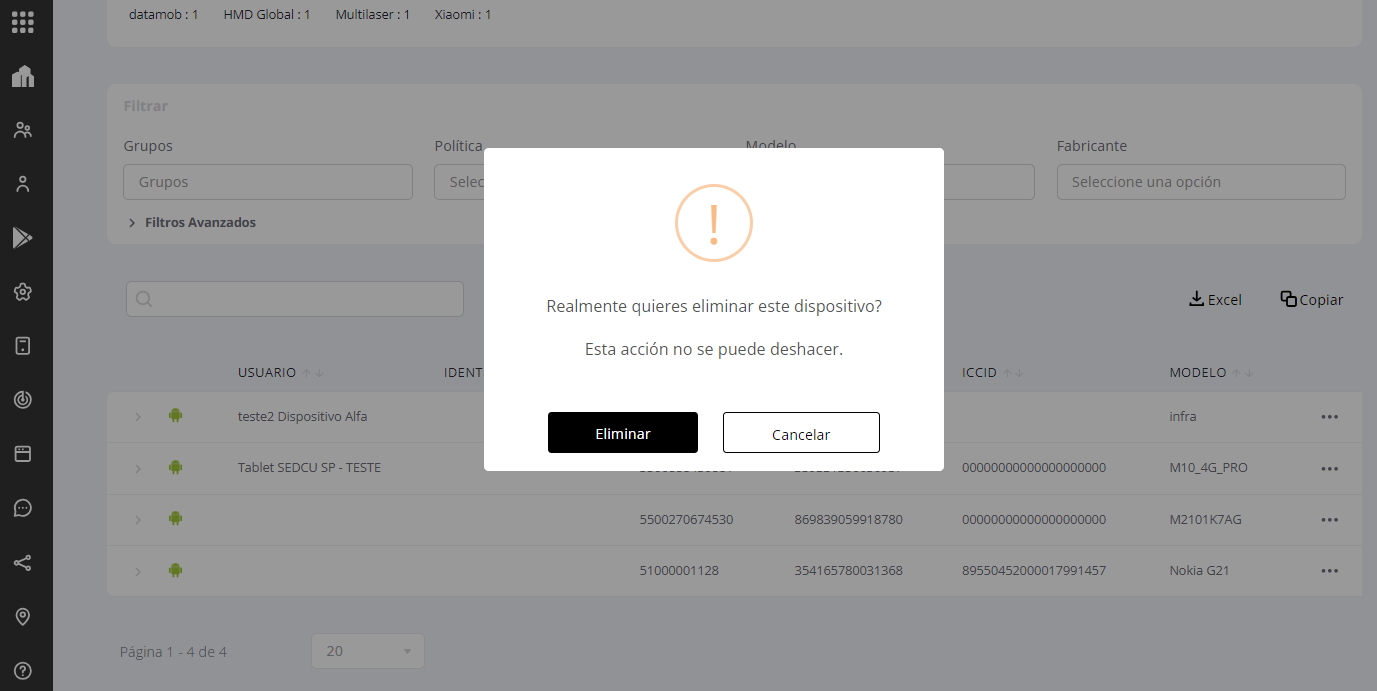 datamob : 1 HMD Global : 1 Multilaser : 1 Xiaomi : 1
Filtrar
Grupos Política Modelo Fabricante
Grupos Selec Seleccione una opción
Filtros Avanzados
!
Realmente quieres eliminar este dispositivo?
Esta acción no se puede deshacer.
Eliminar Cancelar
Excel Copiar
USUARIO IDENT ICCID MODELO
teste2 Dispositivo Alfa infra
Tablet SEDCU SP - TESTE 00000000000000000000 M10_4G_PRO
5500270674530 869839059918780 00000000000000000000 M2101K7AG
51000001128 354165780031368 89550452000017991457 Nokia G21
Página 1 - 4 de 4 20